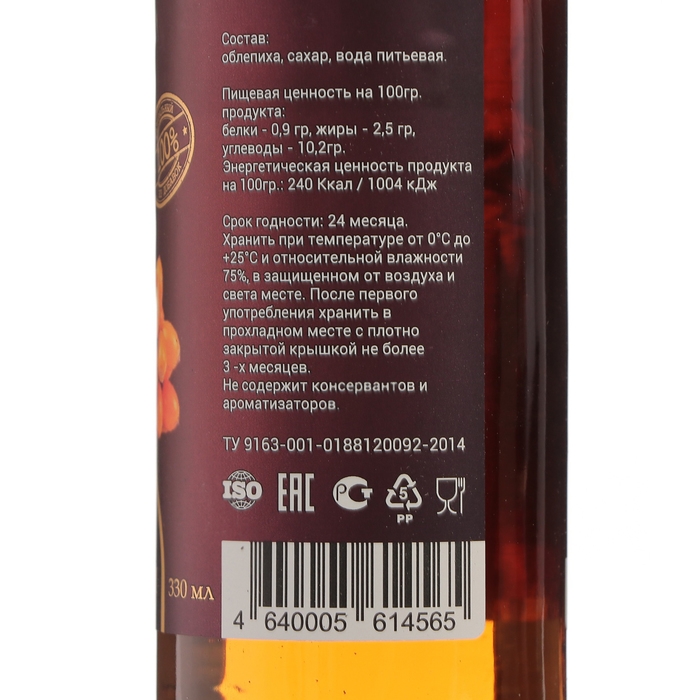 Состав:
облепиха, сахар, вода питьевая.
Пищевая ценность на 100гр.
продукта:
белки - 0,9 гр, жиры - 2,5 гр,
углеводы - 10,2гр.
Энергетическая ценность продукта
на 100гр.: 240 Ккал / 1004 кДж
Срок годности: 24 месяца.
Хранить при температуре от 0°C до
+25°C и относительной влажности
75%, в защищенном от воздуха и
света месте. После первого
употребления хранить в
прохладном месте с плотно
закрытой крышкой не более
3 -х месяцев.
Не содержит консервантов и
ароматизаторов.
ТУ 9163-001-0188120092-2014
ISO EAC РСТ 5
PP
330 мл
4 640005 614565